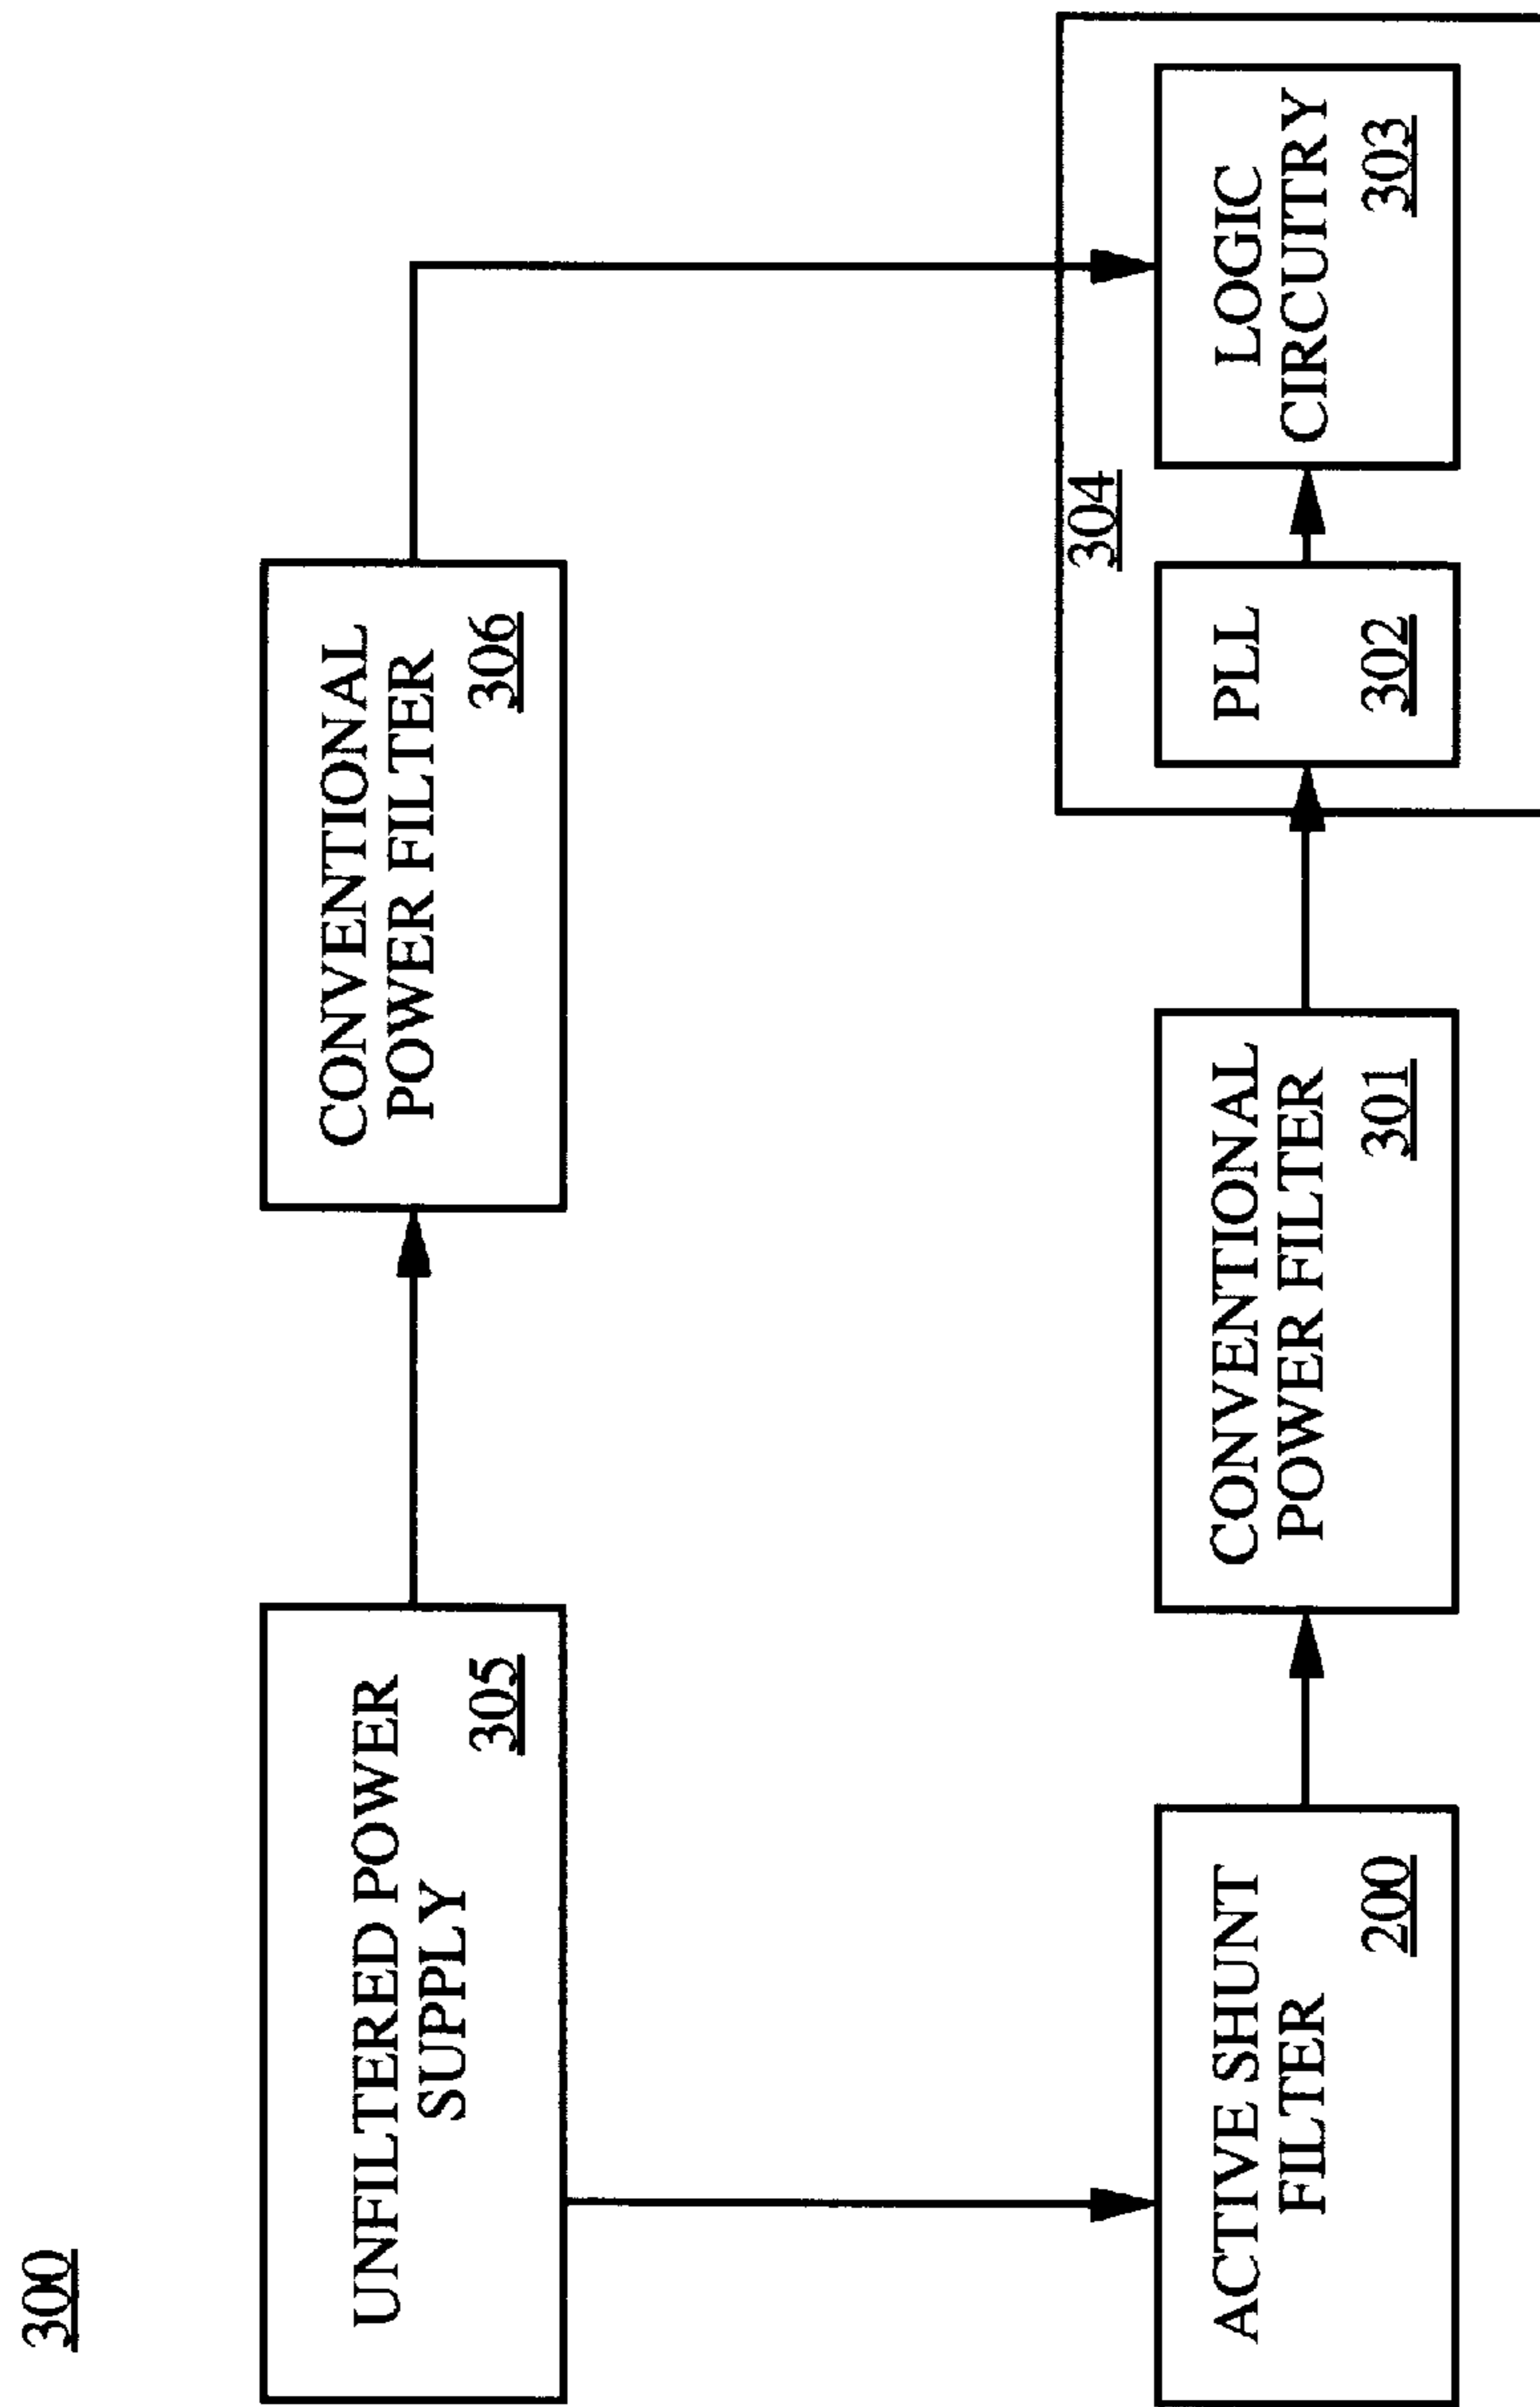 300
UNFILTERED POWER
SUPPLY
305
CONVENTIONAL
POWER FILTER
306
ACTIVE SHUNT
FILTER
200
CONVENTIONAL
POWER FILTER
301
304
PLL
302
LOGIC
CIRCUITRY
303